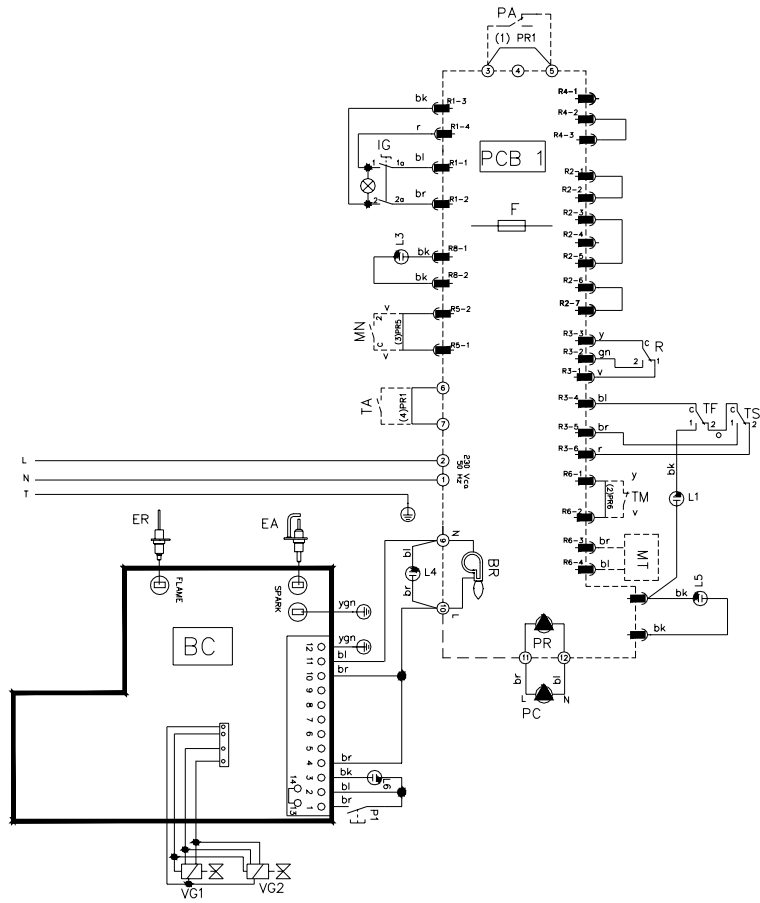 PA
(1) PR1
3 4 5
bk R1-3
r R1-4
IG
1 1a bl R1-1
2 2a br R1-2
PCB 1
F
L3 bk R8-1
bk R8-2
MN
v R5-2
2
(3)PR5
c
v R5-1
TA
(4)PR1
6
7
L 2
N 1
T
230 Vca
50 Hz
R4-1
R4-2
R4-3
R2-1
R2-2
R2-3
R2-4
R2-5
R2-6
R2-7
R3-3 y
R3-2 gn
R3-1 v
c R
2 1
R3-4 bl
R3-5 br
R3-6 r
c TF c TS
1 2 1 2
o
bk
L1
R6-1 y
(2)PR6
TM
R6-2 v
R6-3 br
R6-4 bl
MT
bk L5
bk
ER
EA
FLAME
SPARK
ygn
ygn
BC
9 N
bl
L4
br
10 L
BR
12
11 bl
10 br
9
8
7
6
5
4 br
3 bk L6
2 bl
1 br P1
14
13
PR
11 12
br bl
L N
PC
VG1
VG2